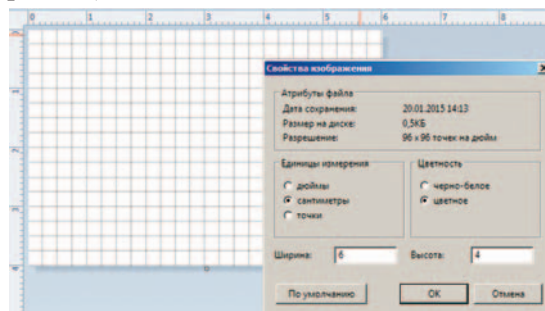 0 1 2 3 4 5 6 7 8
Свойства изображения
Атрибуты файла
Дата сохранения: 20.01.2015 14:13
Размер на диске: 0,5КБ
Разрешение: 96 x 96 точек на дюйм
Единицы измерения
дюймы
сантиметры
точки
Цветность
черно-белое
цветное
Ширина: 6 Высота: 4
По умолчанию ОК Отмена